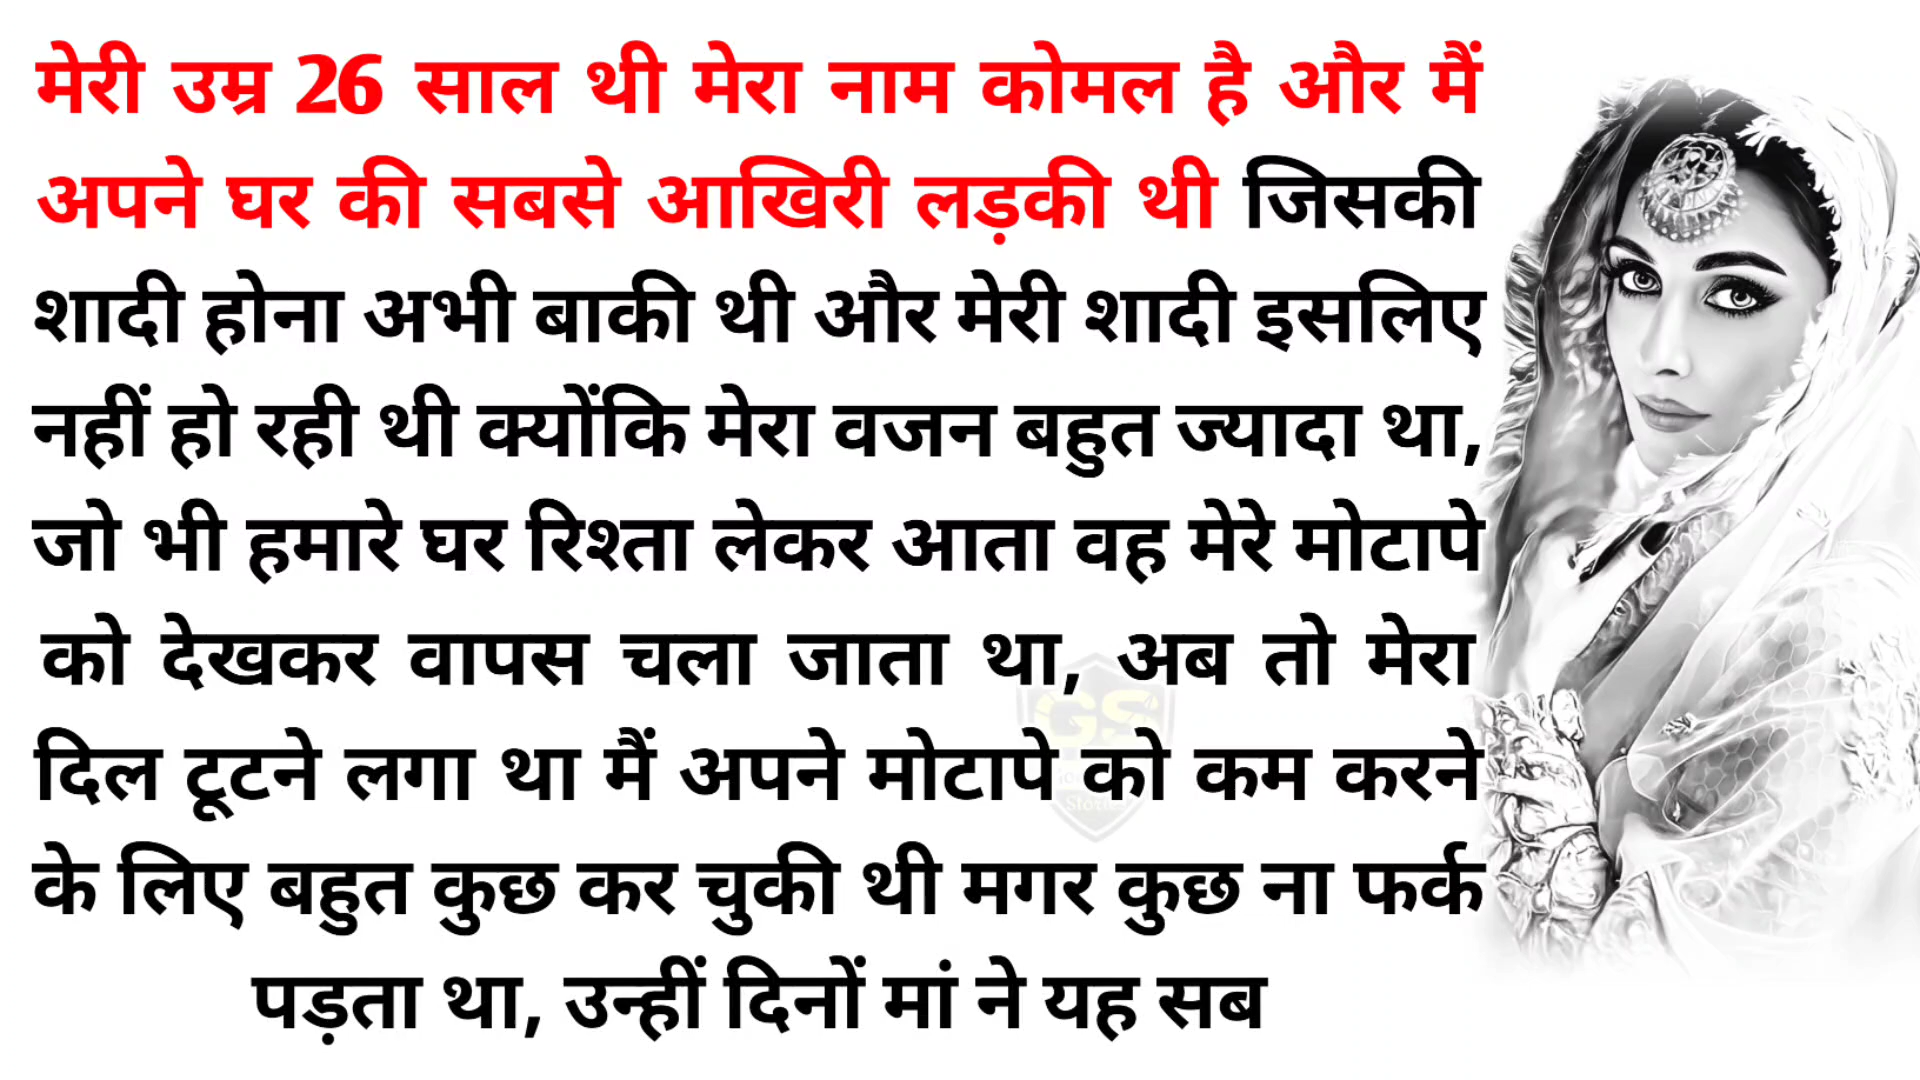 मेरी उम्र 26 साल थी मेरा नाम कोमल है और मैं
अपने घर की सबसे आखिरी लड़की थी जिसकी
शादी होना अभी बाकी थी और मेरी शादी इसलिए
नहीं हो रही थी क्योंकि मेरा वजन बहुत ज्यादा था,
जो भी हमारे घर रिश्ता लेकर आता वह मेरे मोटापे
को देखकर वापस चला जाता था, अब तो मेरा
दिल टूटने लगा था मैं अपने मोटापे को कम करने
के लिए बहुत कुछ कर चुकी थी मगर कुछ ना फर्क
पड़ता था, उन्हीं दिनों मां ने यह सब
GS